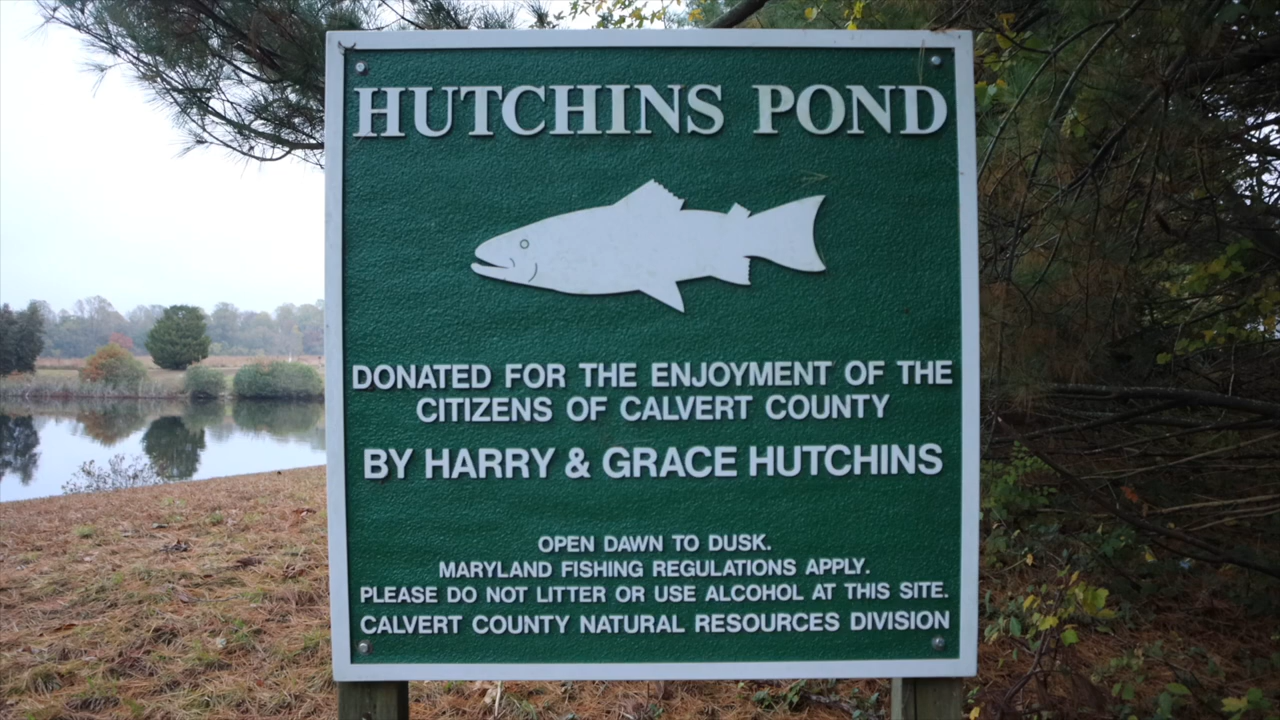 HUTCHINS POND
DONATED FOR THE ENJOYMENT OF THE
CITIZENS OF CALVERT COUNTY
BY HARRY & GRACE HUTCHINS
OPEN DAWN TO DUSK.
MARYLAND FISHING REGULATIONS APPLY.
PLEASE DO NOT LITTER OR USE ALCOHOL AT THIS SITE.
CALVERT COUNTY NATURAL RESOURCES DIVISION